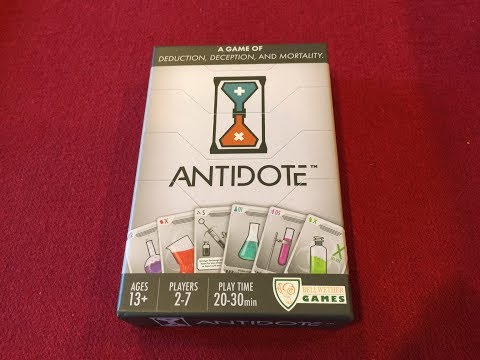 A GAME OF
DEDUCTION, DECEPTION, AND MORTALITY.
ANTIDOTE™
AGES
13+
PLAYERS
2-7
PLAY TIME
20-30min
BELLWETHER
GAMES
ANTIDOTE™